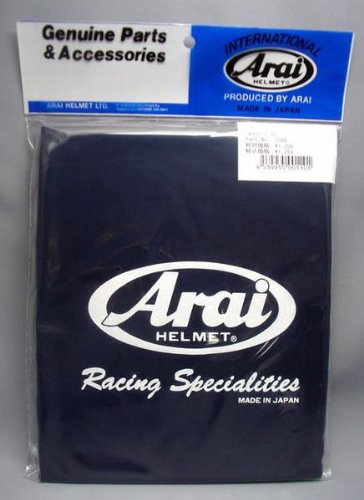 Genuine Parts
& Accessories
ARAI HELMET LTD.
INTERNATIONAL
Arai
HELMET®
PRODUCED BY ARAI
MADE IN JAPAN
Arai
HELMET®
Racing Specialities
MADE IN JAPAN